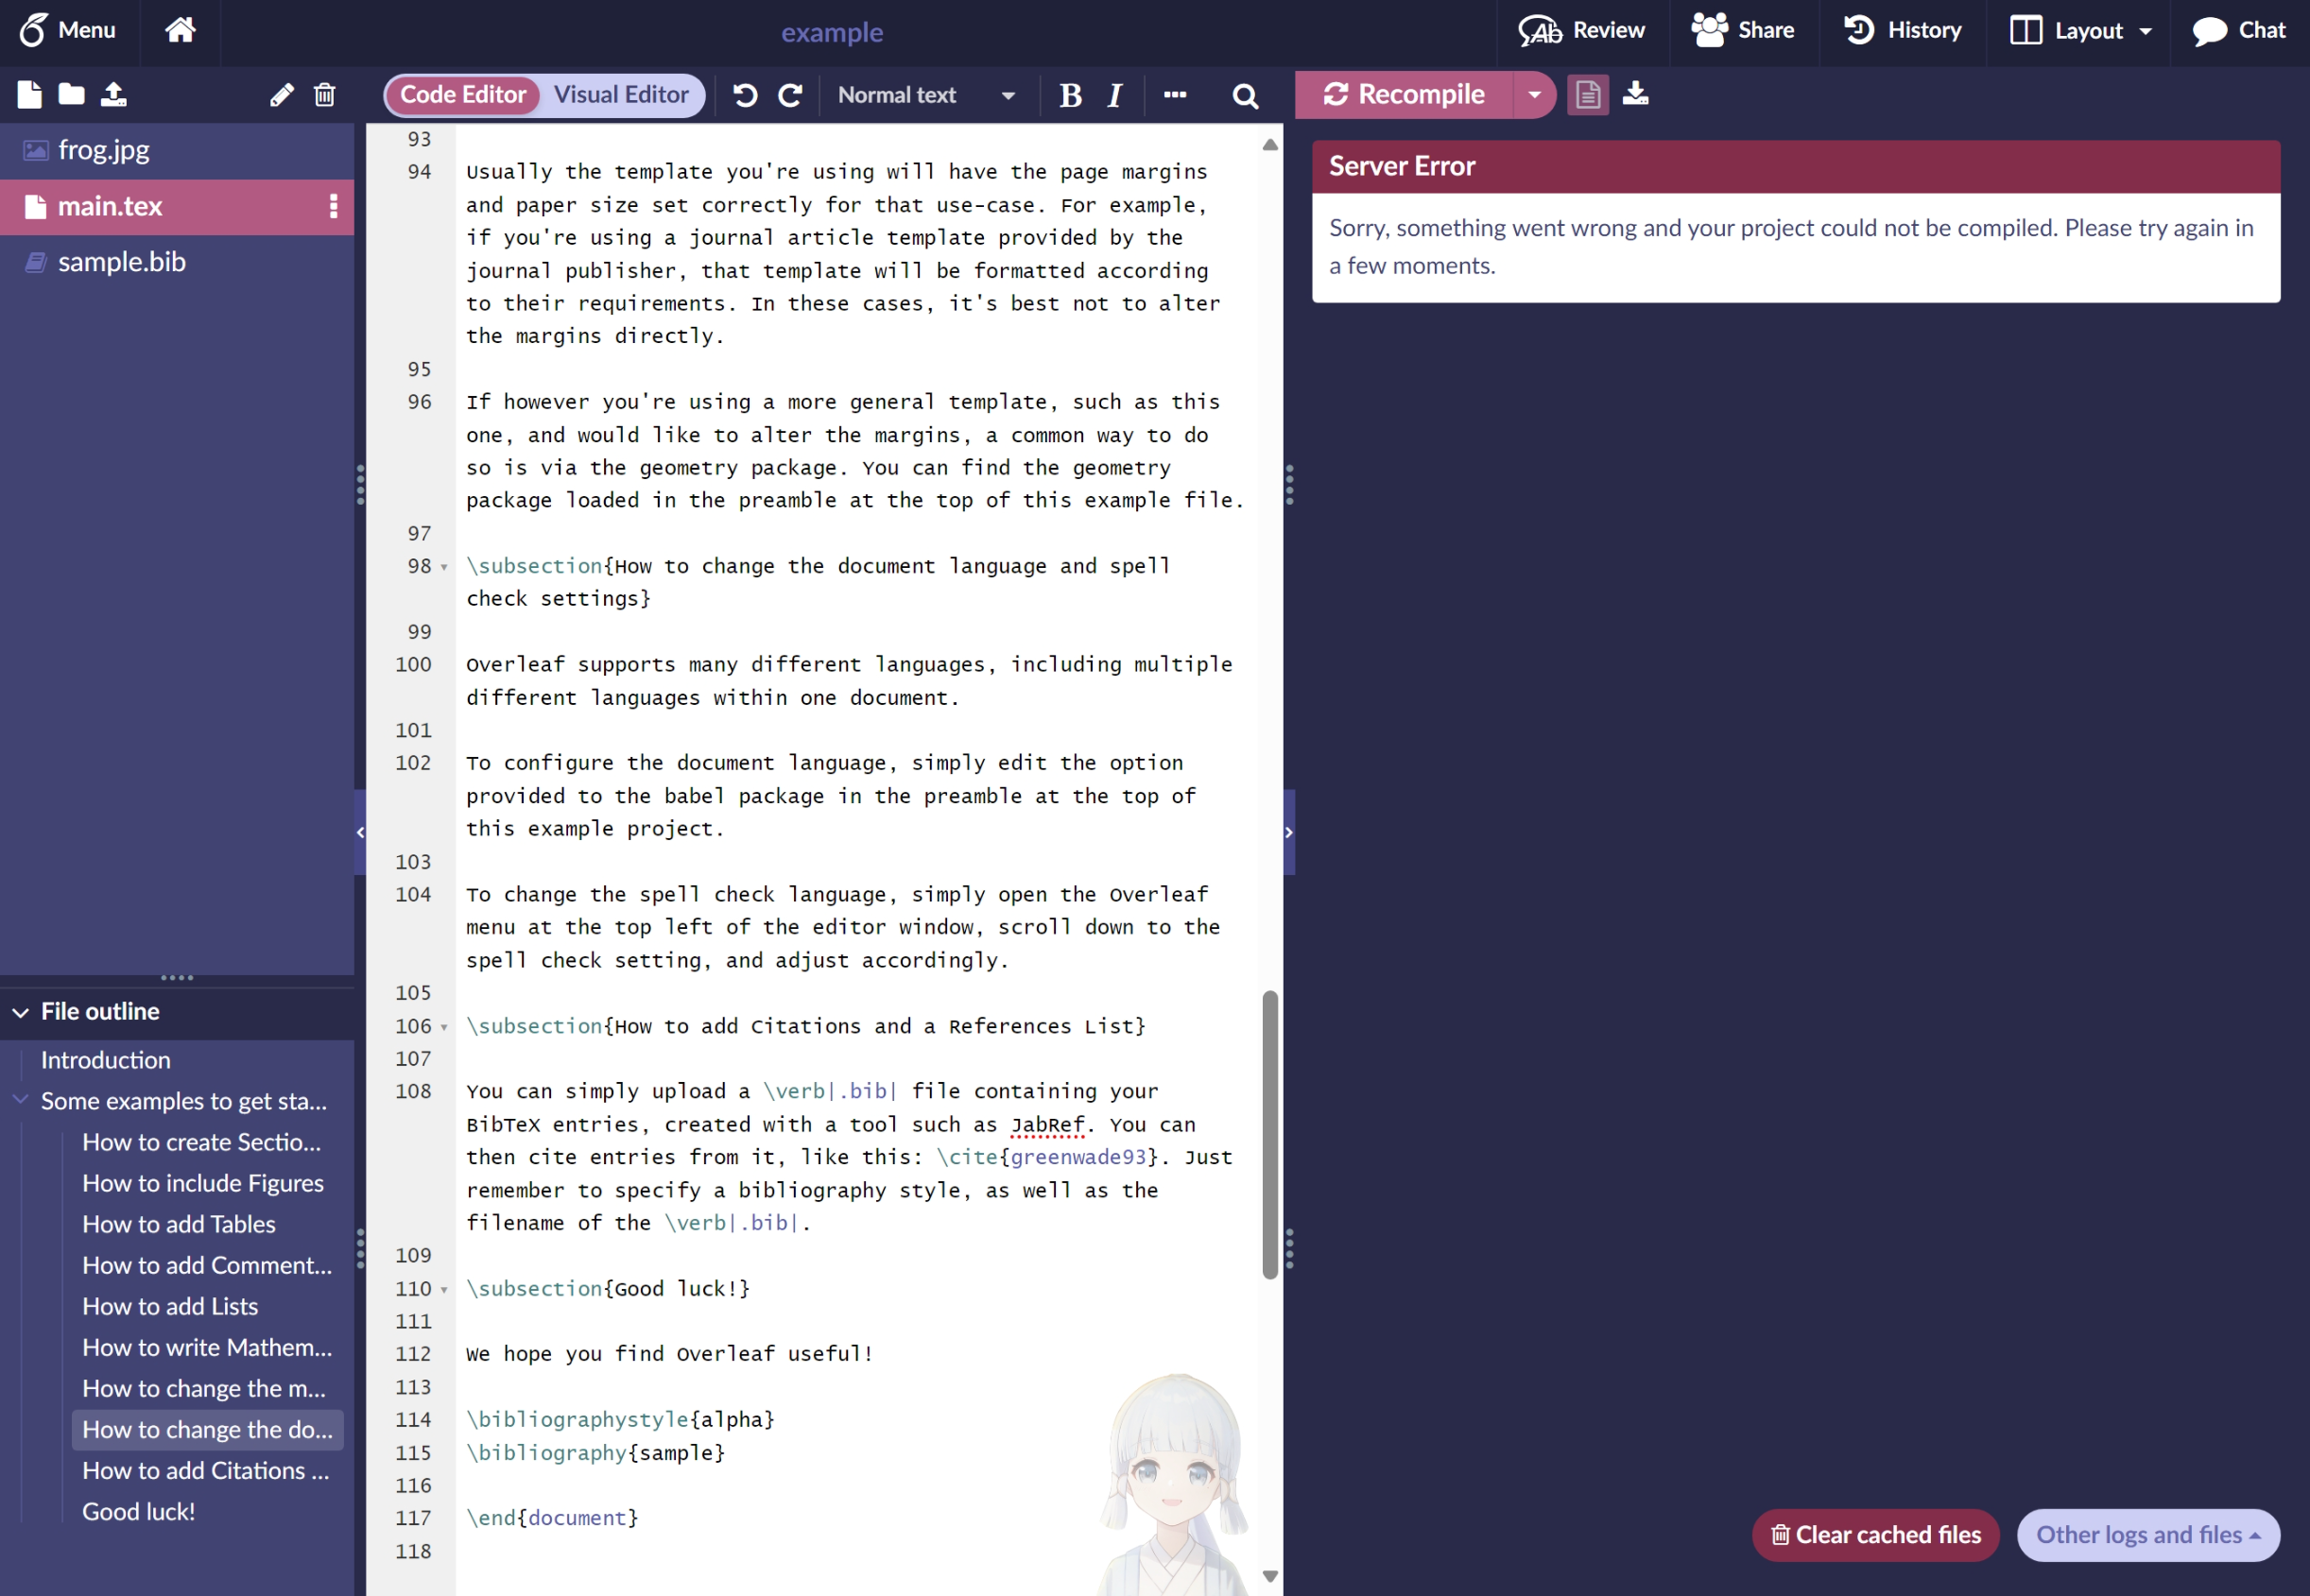 Menu
example
Review
Share
History
Layout
Chat
Code Editor
Visual Editor
Normal text
B
I
Recompile
frog.jpg
main.tex
sample.bib
File outline
Introduction
Some examples to get sta...
How to create Sectio...
How to include Figures
How to add Tables
How to add Comment...
How to add Lists
How to write Mathem...
How to change the m...
How to change the do...
How to add Citations ...
Good luck!
93
94 Usually the template you're using will have the page margins
and paper size set correctly for that use-case. For example,
if you're using a journal article template provided by the
journal publisher, that template will be formatted according
to their requirements. In these cases, it's best not to alter
the margins directly.
95
96 If however you're using a more general template, such as this
one, and would like to alter the margins, a common way to do
so is via the geometry package. You can find the geometry
package loaded in the preamble at the top of this example file.
97
98 \subsection{How to change the document language and spell
check settings}
99
100 Overleaf supports many different languages, including multiple
different languages within one document.
101
102 To configure the document language, simply edit the option
provided to the babel package in the preamble at the top of
this example project.
103
104 To change the spell check language, simply open the Overleaf
menu at the top left of the editor window, scroll down to the
spell check setting, and adjust accordingly.
105
106 \subsection{How to add Citations and a References List}
107
108 You can simply upload a \verb|.bib| file containing your
BibTeX entries, created with a tool such as JabRef. You can
then cite entries from it, like this: \cite{greenwade93}. Just
remember to specify a bibliography style, as well as the
filename of the \verb|.bib|.
109
110 \subsection{Good luck!}
111
112 We hope you find Overleaf useful!
113
114 \bibliographystyle{alpha}
115 \bibliography{sample}
116
117 \end{document}
118
Server Error
Sorry, something went wrong and your project could not be compiled. Please try again in
a few moments.
Clear cached files
Other logs and files